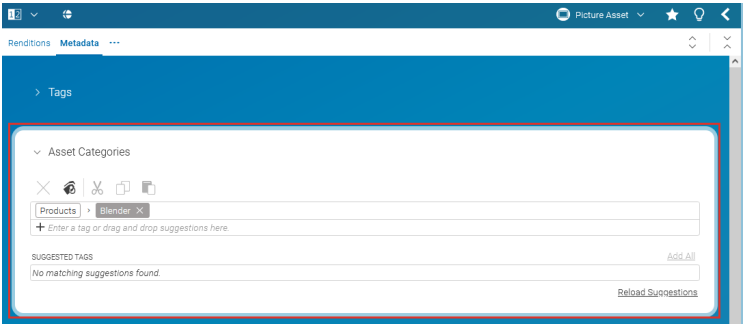 12
Picture Asset
Renditions Metadata ···
Tags
Asset Categories
Products Blender
Enter a tag or drag and drop suggestions here.
SUGGESTED TAGS Add All
No matching suggestions found.
Reload Suggestions